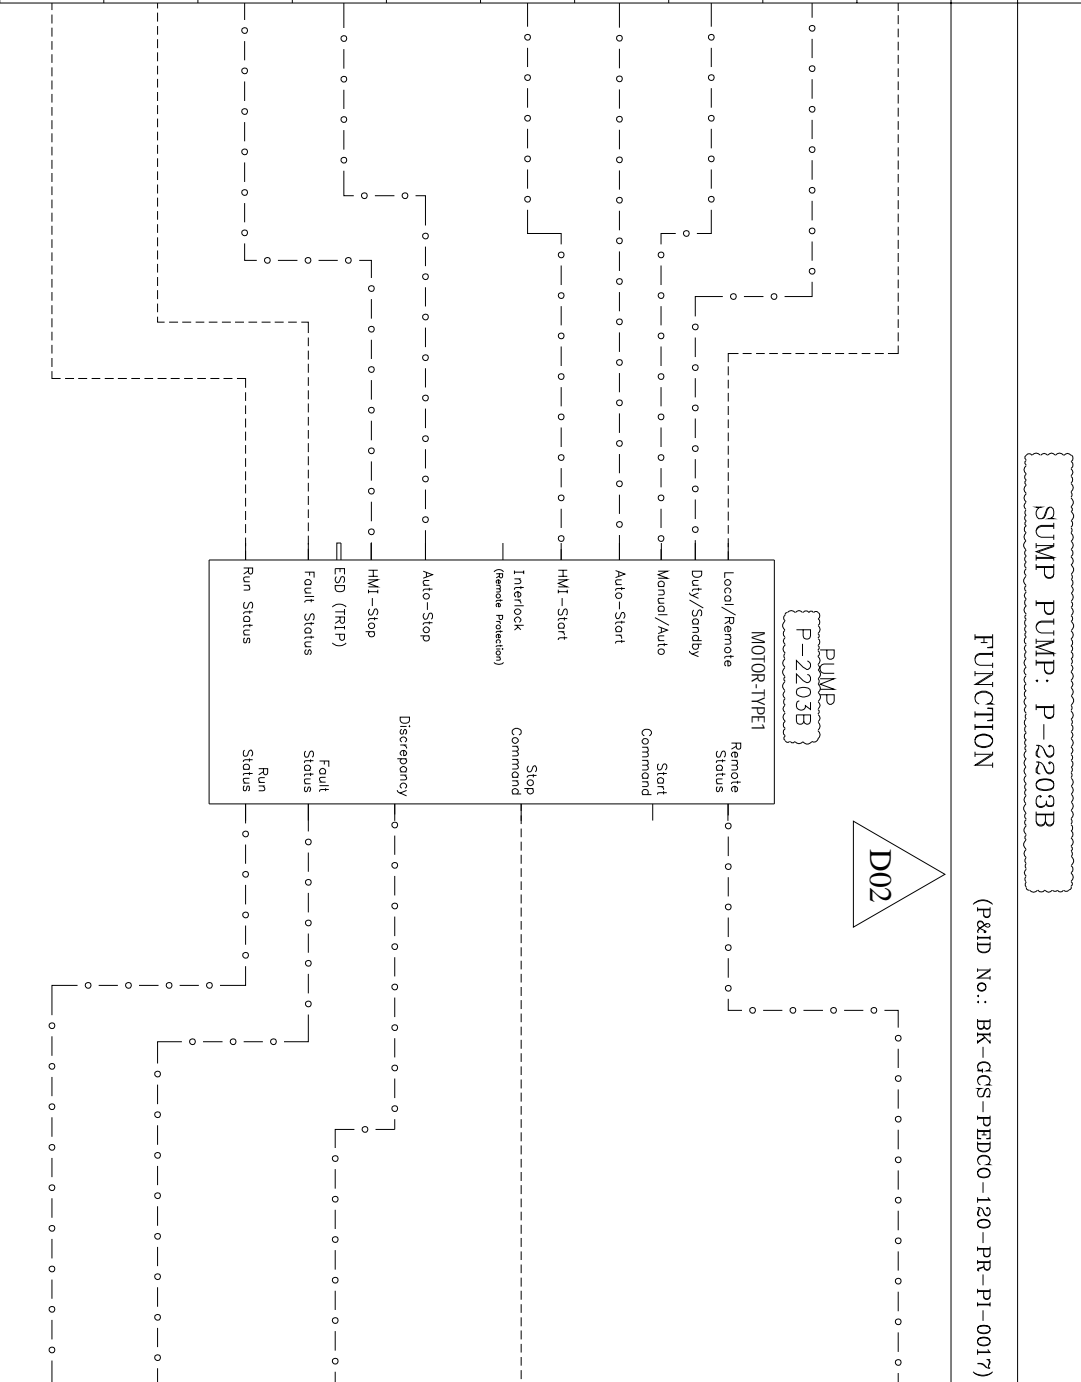 SUMP PUMP: P-2203B
FUNCTION
(P&ID No.: BK-GCS-PEDCO-120-PR-PI-0017)
D02
PUMP
P-2203B
MOTOR-TYPE1
Local/Remote
Duty/Sandby
Manual/Auto
Auto-Start
HMI-Start
Interlock
(Remote Protection)
Auto-Stop
HMI-Stop
ESD (TRIP)
Fault Status
Run Status
Remote
Status
Start
Command
Stop
Command
Discrepancy
Fault
Status
Run
Status